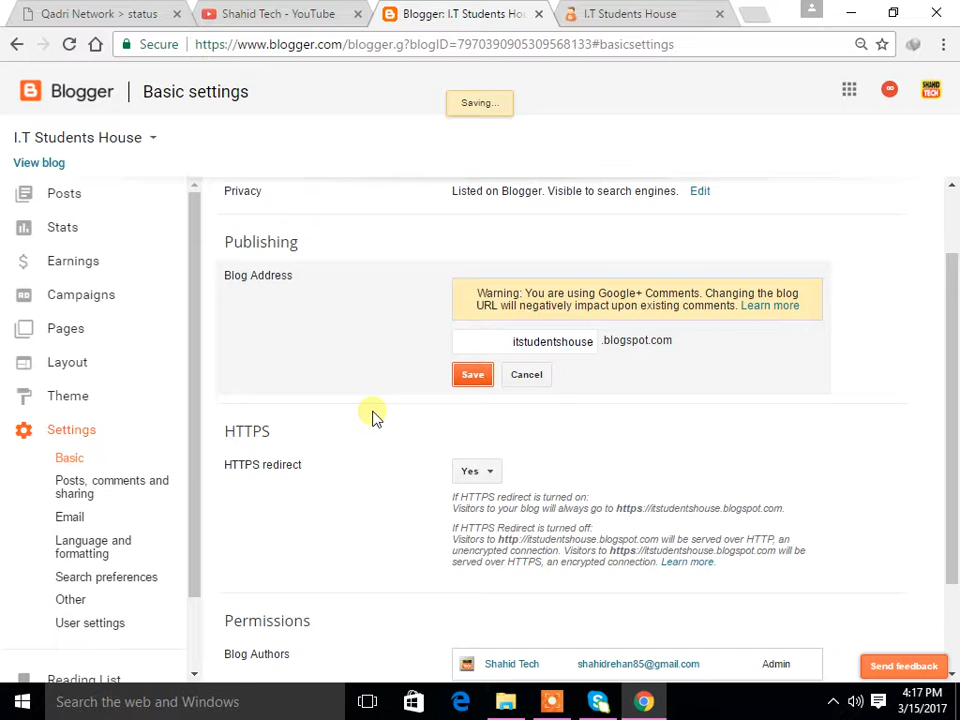 Qadri Network > status
Shahid Tech - YouTube
Blogger: I.T Students Hou
I.T Students House
Secure
https://www.blogger.com/blogger.g?blogID=7970390905309568133#basicsettings
Blogger
Basic settings
Saving...
SHAHID TECH
I.T Students House
View blog
Posts
Stats
Earnings
Campaigns
Pages
Layout
Theme
Settings
Basic
Posts, comments and
sharing
Email
Language and
formatting
Search preferences
Other
User settings
Reading List
Privacy
Listed on Blogger. Visible to search engines.
Edit
Publishing
Blog Address
Warning: You are using Google+ Comments. Changing the blog
URL will negatively impact upon existing comments. Learn more
itstudentshouse .blogspot.com
Save
Cancel
HTTPS
HTTPS redirect
Yes
If HTTPS redirect is turned on:
Visitors to your blog will always go to https://itstudentshouse.blogspot.com.
If HTTPS Redirect is turned off:
Visitors to http://itstudentshouse.blogspot.com will be served over HTTP, an
unencrypted connection. Visitors to https://itstudentshouse.blogspot.com will be
served over HTTPS, an encrypted connection. Learn more.
Permissions
Blog Authors
Shahid Tech
shahidrehan85@gmail.com
Admin
Send feedback
Search the web and Windows
4:17 PM
3/15/2017